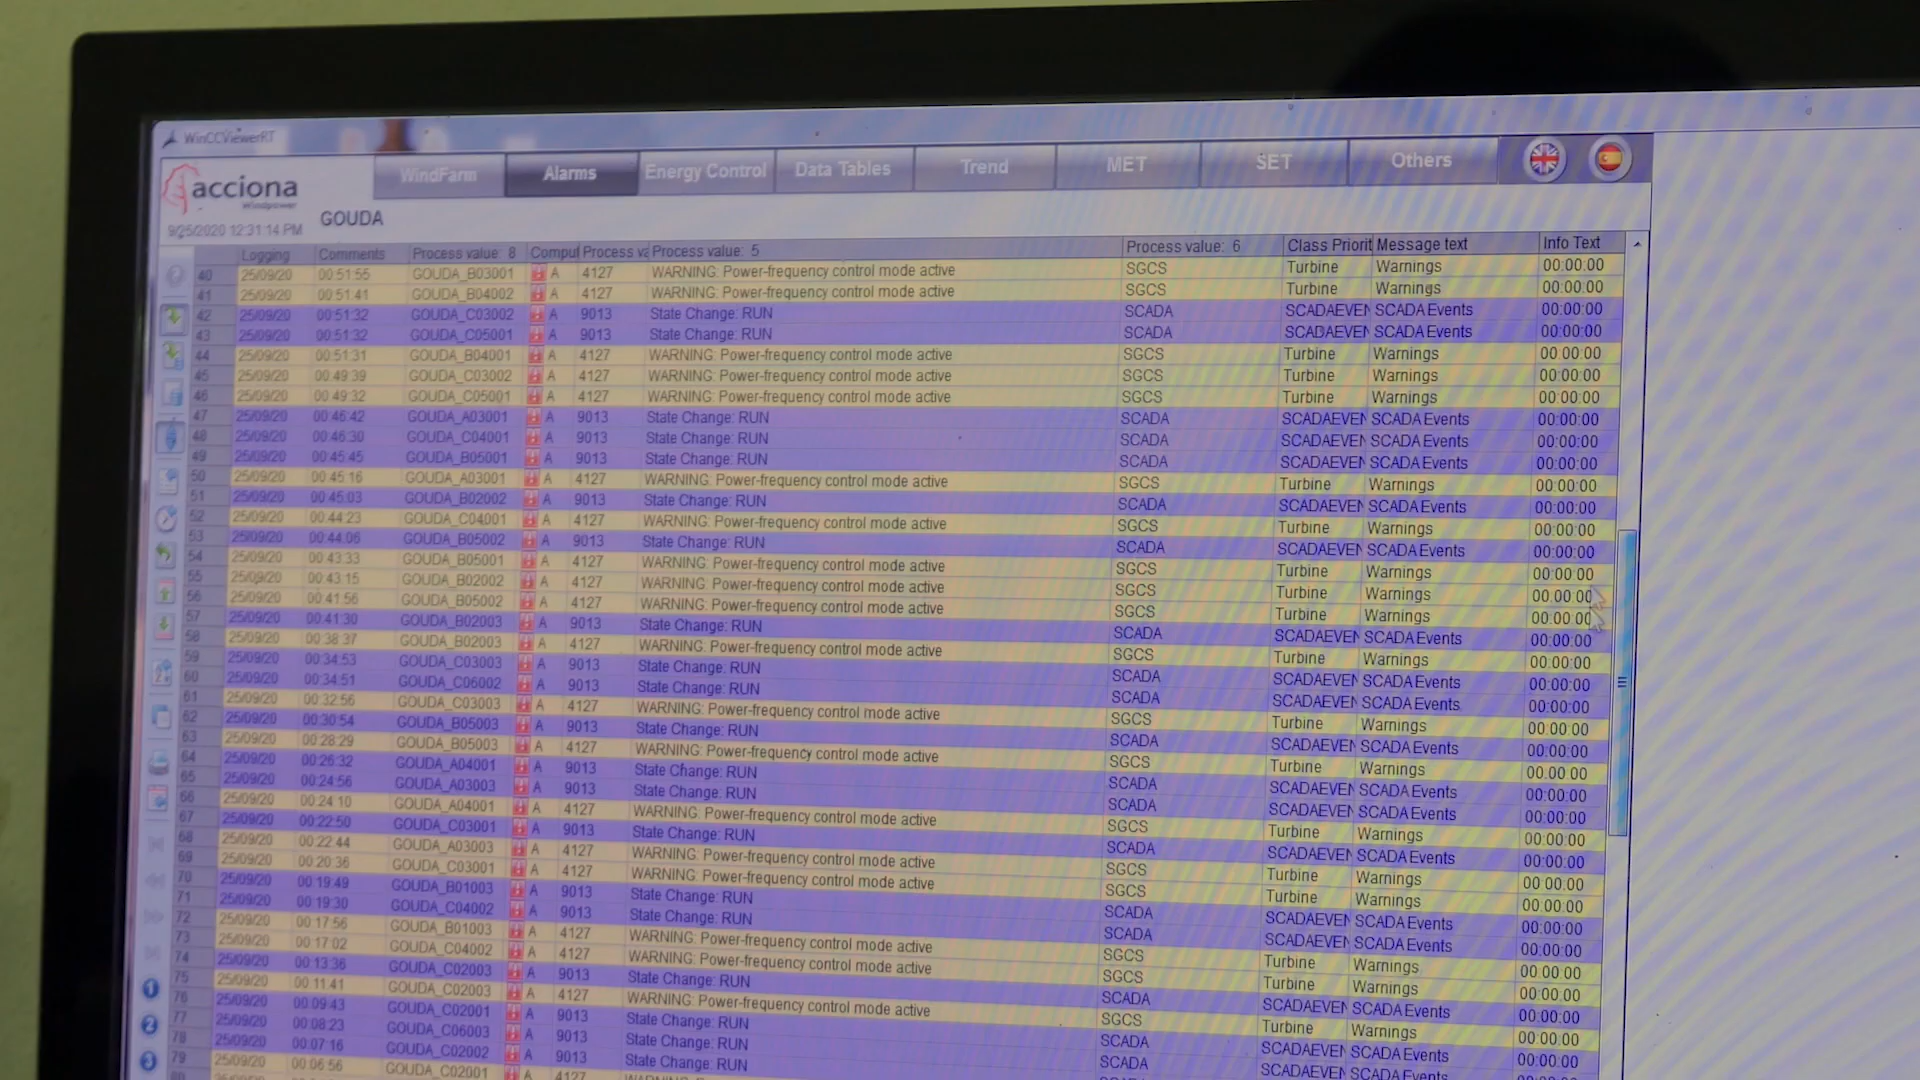 WinCCViewerRT
acciona
Windpower
WindFarm Alarms Energy Control Data Tables Trend MET SET Others
9/25/2020 12:31:14 PM GOUDA
Logging Comments Process value: 8 Comput Process va Process value: 5 Process value: 6 Class Priorit Message text Info Text
40 25/09/20 00:51:55 GOUDA_B03001 A 4127 WARNING: Power-frequency control mode active SGCS Turbine Warnings 00:00:00
41 25/09/20 00:51:41 GOUDA_B04002 A 4127 WARNING: Power-frequency control mode active SGCS Turbine Warnings 00:00:00
42 25/09/20 00:51:32 GOUDA_C03002 A 9013 State Change: RUN SCADA SCADAEVEN SCADA Events 00:00:00
43 25/09/20 00:51:32 GOUDA_C05001 A 9013 State Change: RUN SCADA SCADAEVEN SCADA Events 00:00:00
44 25/09/20 00:51:31 GOUDA_B04001 A 4127 WARNING: Power-frequency control mode active SGCS Turbine Warnings 00:00:00
45 25/09/20 00:49:39 GOUDA_C03002 A 4127 WARNING: Power-frequency control mode active SGCS Turbine Warnings 00:00:00
46 25/09/20 00:49:32 GOUDA_C05001 A 4127 WARNING: Power-frequency control mode active SGCS Turbine Warnings 00:00:00
47 25/09/20 00:46:42 GOUDA_A03001 A 9013 State Change: RUN SCADA SCADAEVEN SCADA Events 00:00:00
48 25/09/20 00:46:30 GOUDA_C04001 A 9013 State Change: RUN SCADA SCADAEVEN SCADA Events 00:00:00
49 25/09/20 00:45:45 GOUDA_B05001 A 9013 State Change: RUN SCADA SCADAEVEN SCADA Events 00:00:00
50 25/09/20 00:45:16 GOUDA_A03001 A 4127 WARNING: Power-frequency control mode active SGCS Turbine Warnings 00:00:00
51 25/09/20 00:45:03 GOUDA_B02002 A 9013 State Change: RUN SCADA SCADAEVEN SCADA Events 00:00:00
52 25/09/20 00:44:23 GOUDA_C04001 A 4127 WARNING: Power-frequency control mode active SGCS Turbine Warnings 00:00:00
53 25/09/20 00:44:06 GOUDA_B05002 A 9013 State Change: RUN SCADA SCADAEVEN SCADA Events 00:00:00
54 25/09/20 00:43:33 GOUDA_B05001 A 4127 WARNING: Power-frequency control mode active SGCS Turbine Warnings 00:00:00
55 25/09/20 00:43:15 GOUDA_B02002 A 4127 WARNING: Power-frequency control mode active SGCS Turbine Warnings 00:00:00
56 25/09/20 00:41:56 GOUDA_B05002 A 4127 WARNING: Power-frequency control mode active SGCS Turbine Warnings 00:00:00
57 25/09/20 00:41:30 GOUDA_B02003 A 9013 State Change: RUN SCADA SCADAEVEN SCADA Events 00:00:00
58 25/09/20 00:38:37 GOUDA_B02003 A 4127 WARNING: Power-frequency control mode active SGCS Turbine Warnings 00:00:00
59 25/09/20 00:34:53 GOUDA_C03003 A 9013 State Change: RUN SCADA SCADAEVEN SCADA Events 00:00:00
60 25/09/20 00:34:51 GOUDA_C06002 A 9013 State Change: RUN SCADA SCADAEVEN SCADA Events 00:00:00
61 25/09/20 00:32:56 GOUDA_C03003 A 4127 WARNING: Power-frequency control mode active SGCS Turbine Warnings 00:00:00
62 25/09/20 00:30:54 GOUDA_B05003 A 9013 State Change: RUN SCADA SCADAEVEN SCADA Events 00:00:00
63 25/09/20 00:28:29 GOUDA_B05003 A 4127 WARNING: Power-frequency control mode active SGCS Turbine Warnings 00:00:00
64 25/09/20 00:26:32 GOUDA_A04001 A 9013 State Change: RUN SCADA SCADAEVEN SCADA Events 00:00:00
65 25/09/20 00:24:56 GOUDA_A03003 A 9013 State Change: RUN SCADA SCADAEVEN SCADA Events 00:00:00
66 25/09/20 00:24:10 GOUDA_A04001 A 4127 WARNING: Power-frequency control mode active SGCS Turbine Warnings 00:00:00
67 25/09/20 00:22:50 GOUDA_C03001 A 9013 State Change: RUN SCADA SCADAEVEN SCADA Events 00:00:00
68 25/09/20 00:22:44 GOUDA_A03003 A 4127 WARNING: Power-frequency control mode active SGCS Turbine Warnings 00:00:00
69 25/09/20 00:20:36 GOUDA_C03001 A 4127 WARNING: Power-frequency control mode active SGCS Turbine Warnings 00:00:00
70 25/09/20 00:19:49 GOUDA_B01003 A 9013 State Change: RUN SCADA SCADAEVEN SCADA Events 00:00:00
71 25/09/20 00:19:30 GOUDA_C04002 A 9013 State Change: RUN SCADA SCADAEVEN SCADA Events 00:00:00
72 25/09/20 00:17:56 GOUDA_B01003 A 4127 WARNING: Power-frequency control mode active SGCS Turbine Warnings 00:00:00
73 25/09/20 00:17:02 GOUDA_C04002 A 4127 WARNING: Power-frequency control mode active SGCS Turbine Warnings 00:00:00
74 25/09/20 00:13:36 GOUDA_C02003 A 9013 State Change: RUN SCADA SCADAEVEN SCADA Events 00:00:00
75 25/09/20 00:11:41 GOUDA_C02003 A 4127 WARNING: Power-frequency control mode active SGCS Turbine Warnings 00:00:00
76 25/09/20 00:09:43 GOUDA_C02001 A 9013 State Change: RUN SCADA SCADAEVEN SCADA Events 00:00:00
77 25/09/20 00:08:23 GOUDA_C06003 A 9013 State Change: RUN SCADA SCADAEVEN SCADA Events 00:00:00
78 25/09/20 00:07:16 GOUDA_C02002 A 9013 State Change: RUN SCADA
79 25/09/20 00:06:56 GOUDA_C02001 A 4127